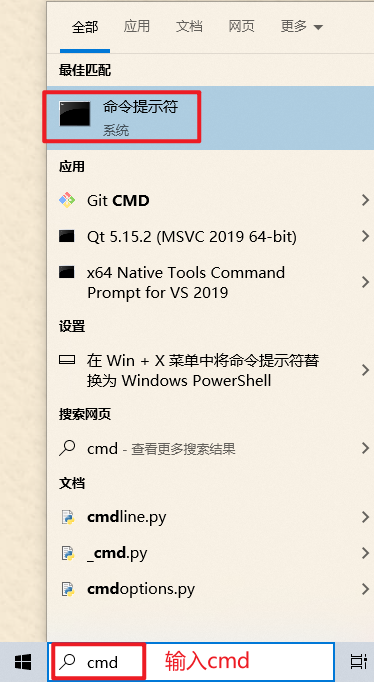 全部 应用 文档 网页 更多
最佳匹配
命令提示符
系统
应用
Git CMD
Qt 5.15.2 (MSVC 2019 64-bit)
x64 Native Tools Command
Prompt for VS 2019
设置
在 Win + X 菜单中将命令提示符替
换为 Windows PowerShell
搜索网页
cmd - 查看更多搜索结果
文档
cmdline.py
_cmd.py
cmdoptions.py
cmd 输入cmd